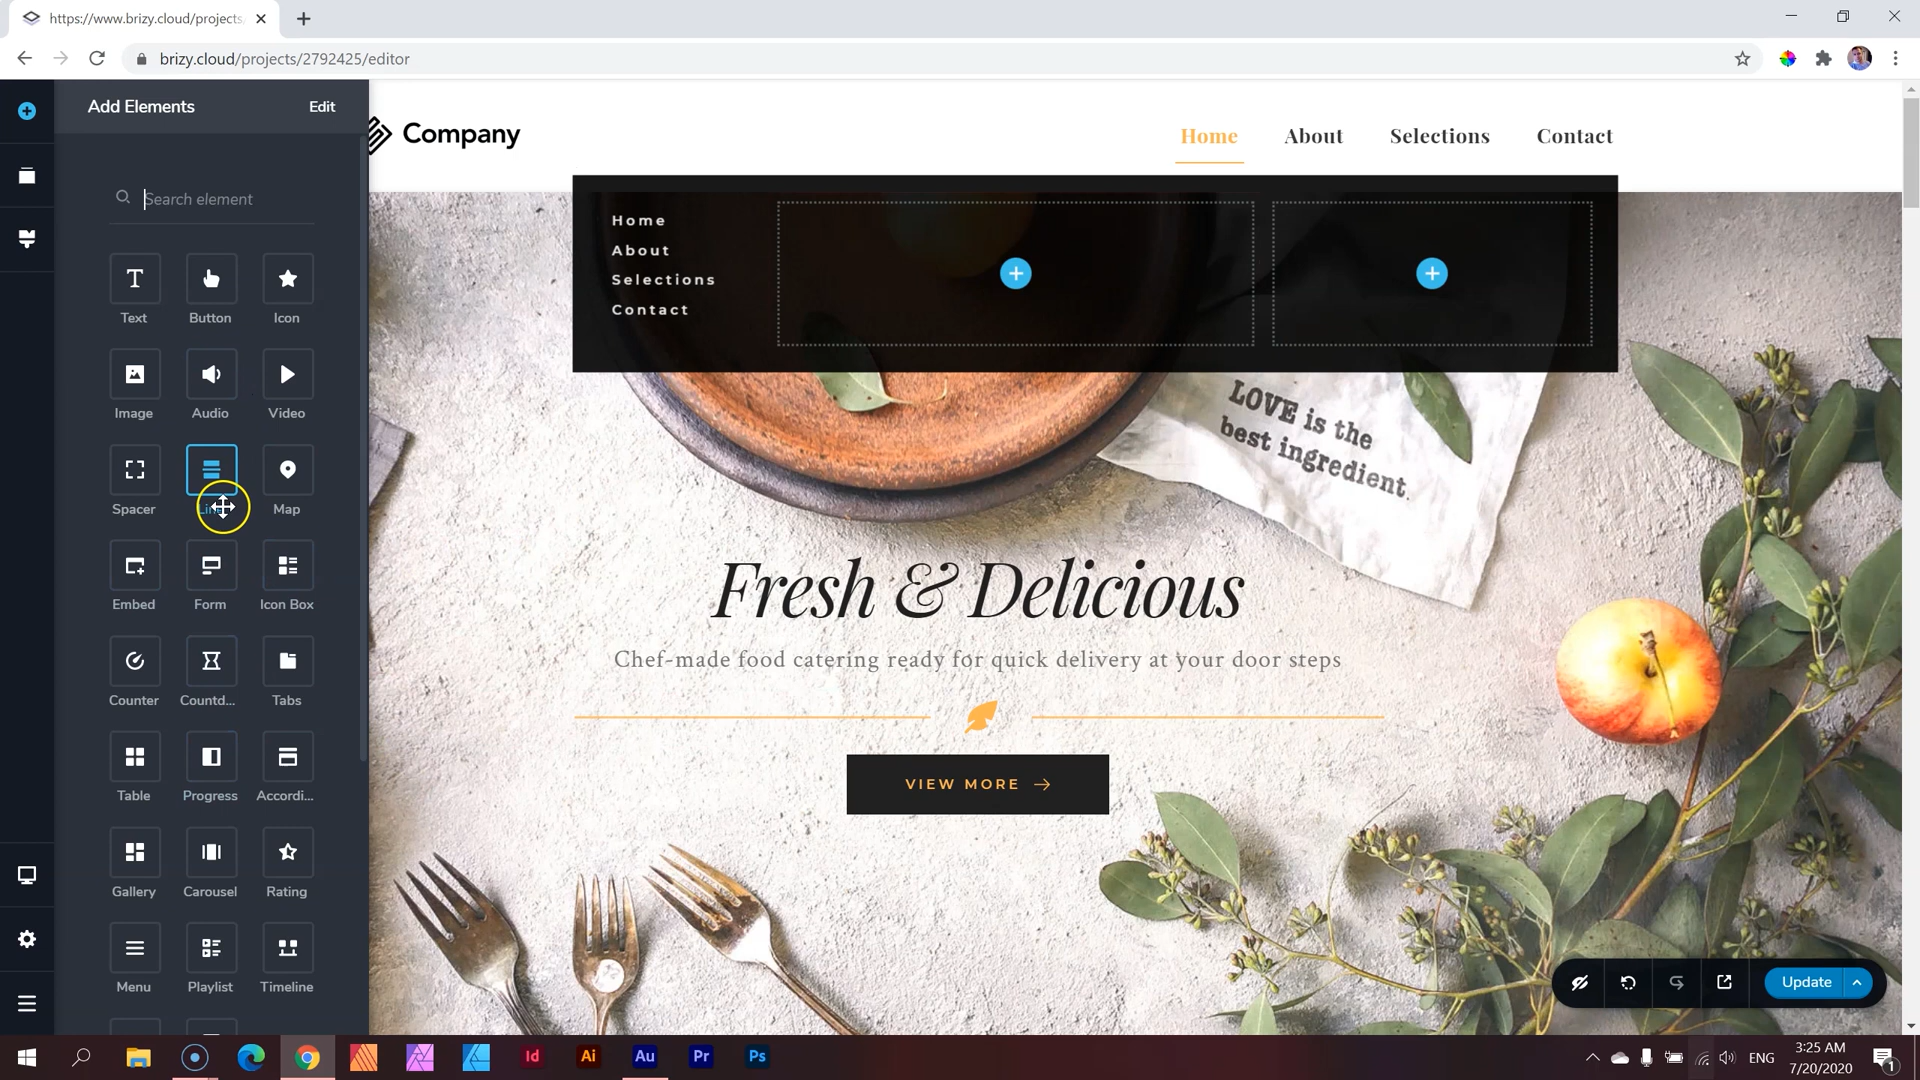 https://www.brizy.cloud/projects
brizy.cloud/projects/2792425/editor
Add Elements
Edit
Company
Home
About
Selections
Contact
Search element
Home
About
Selections
Contact
Text
Button
Icon
Image
Audio
Video
Spacer
Map
Embed
Form
Icon Box
Counter
Countd...
Tabs
Table
Progress
Accordi...
Gallery
Carousel
Rating
Menu
Playlist
Timeline
LOVE is the
best ingredient.
Fresh & Delicious
Chef-made food catering ready for quick delivery at your door steps
VIEW MORE
Update
Id
Ai
Au
Pr
Ps
ENG
3:25 AM
7/20/2020
1